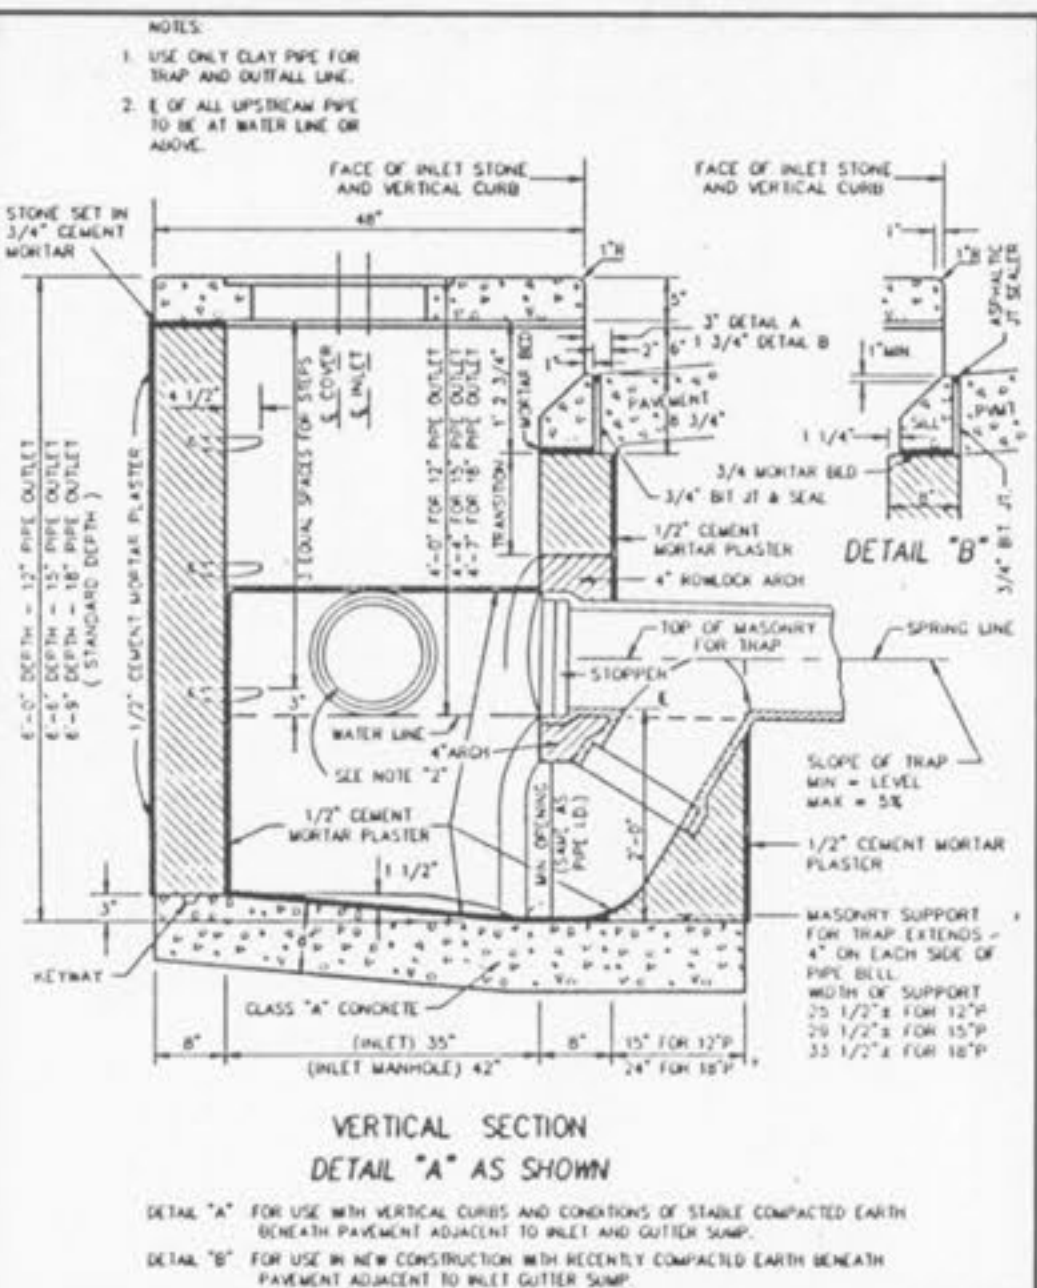 NOTES:
1. USE ONLY CLAY PIPE FOR
TRAP AND OUTFALL LINE.
2. ℄ OF ALL UPSTREAM PIPE
TO BE AT WATER LINE OR
ABOVE.
FACE OF INLET STONE
AND VERTICAL CURB
FACE OF INLET STONE
AND VERTICAL CURB
STONE SET IN
3/4" CEMENT
MORTAR
48"
1"R
1"
1"R
ASPHALTIC
JT SEALER
5"
3" DETAIL A
1 3/4" DETAIL B
2"
6"
1"
1" MIN.
4 1/2"
℄ COVER
℄ INLET
3 EQUAL SPACES FOR STEPS
MORTAR BED
1' 2 3/4"
TRANSITION
PAVEMENT
8 3/4"
SILL
PVMT
1 1/4"
3/4 MORTAR BED
8"
3/4" BIT JT.
3/4" BIT JT & SEAL
DETAIL "B"
6'-0" DEPTH - 12" PIPE OUTLET
6'-6" DEPTH - 15" PIPE OUTLET
6'-9" DEPTH - 18" PIPE OUTLET
( STANDARD DEPTH )
1/2" CEMENT MORTAR PLASTER
4'-0" FOR 12" PIPE OUTLET
4'-4" FOR 15" PIPE OUTLET
4'-7" FOR 18" PIPE OUTLET
1/2" CEMENT
MORTAR PLASTER
4" ROWLOCK ARCH
TOP OF MASONRY
FOR TRAP
SPRING LINE
STOPPER
℄
3"
WATER LINE
4" ARCH
SEE NOTE "2"
SLOPE OF TRAP
MIN = LEVEL
MAX = 5%
1/2" CEMENT
MORTAR PLASTER
MIN OPENING
(SAME AS
PIPE I.D.)
2'-0"
1/2" CEMENT MORTAR
PLASTER
1 1/2"
3"
KEYWAY
MASONRY SUPPORT
FOR TRAP EXTENDS
4" ON EACH SIDE OF
PIPE BELL.
WIDTH OF SUPPORT
25 1/2"± FOR 12"P
29 1/2"± FOR 15"P
33 1/2"± FOR 18"P
CLASS "A" CONCRETE
8"
(INLET) 35"
(INLET MANHOLE) 42"
8"
15" FOR 12"P
24" FOR 18"P
VERTICAL SECTION
DETAIL "A" AS SHOWN
DETAIL "A" FOR USE WITH VERTICAL CURBS AND CONDITIONS OF STABLE COMPACTED EARTH
BENEATH PAVEMENT ADJACENT TO INLET AND GUTTER SUMP.
DETAIL "B" FOR USE IN NEW CONSTRUCTION WITH RECENTLY COMPACTED EARTH BENEATH
PAVEMENT ADJACENT TO INLET GUTTER SUMP.